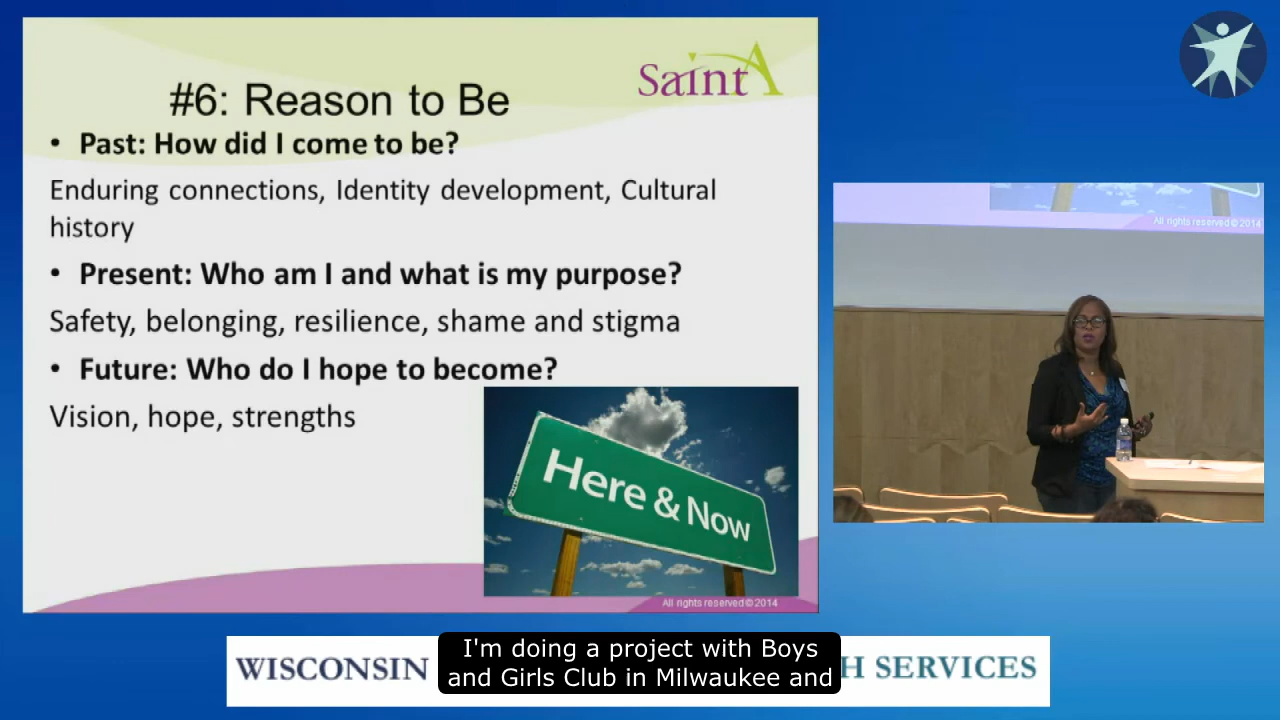 SaintA
#6: Reason to Be
• Past: How did I come to be?
Enduring connections, Identity development, Cultural
history
• Present: Who am I and what is my purpose?
Safety, belonging, resilience, shame and stigma
• Future: Who do I hope to become?
Vision, hope, strengths
Here & Now
All rights reserved © 2014
All rights reserved © 2014
WISCONSIN
H SERVICES
I'm doing a project with Boys
and Girls Club in Milwaukee and